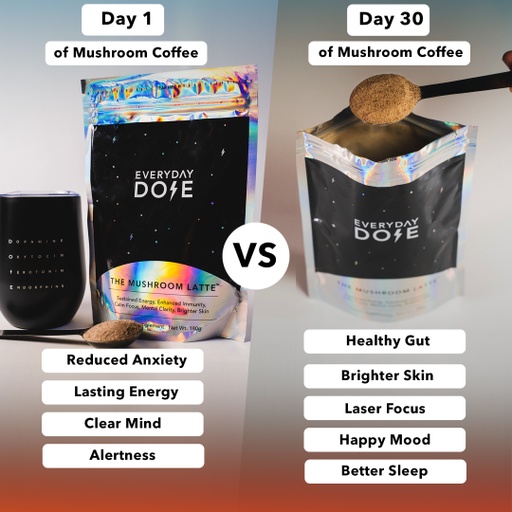 Day 1
of Mushroom Coffee
EVERYDAY
DOSE
THE MUSHROOM LATTE™
Sustained Energy, Enhanced Immunity,
Calm Focus, Mental Clarity, Brighter Skin
Net Wt.
DOPAMINE
OXYTOCIN
SEROTONIN
ENDORPHINS
Reduced Anxiety
Lasting Energy
Clear Mind
Alertness
VS
Day 30
of Mushroom Coffee
EVERYDAY
DOSE
THE MUSHROOM LATTE
Healthy Gut
Brighter Skin
Laser Focus
Happy Mood
Better Sleep